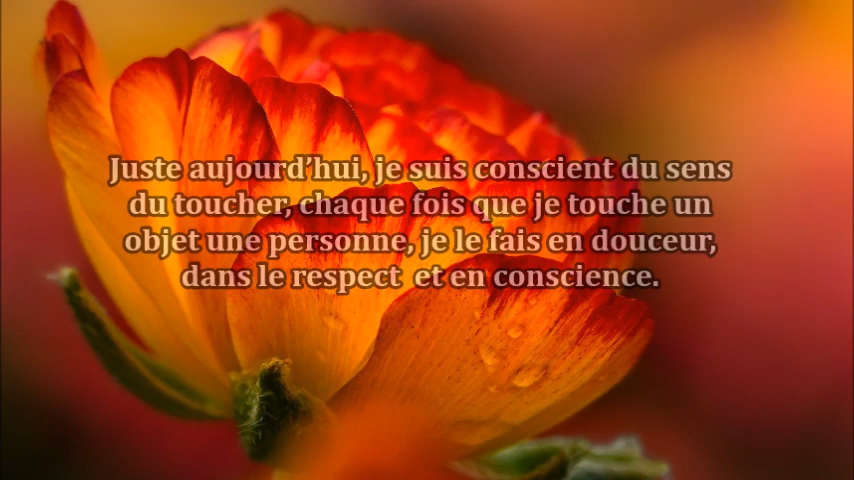 Juste aujourd’hui, je suis conscient du sens
du toucher, chaque fois que je touche un
objet une personne, je le fais en douceur,
dans le respect  et en conscience.